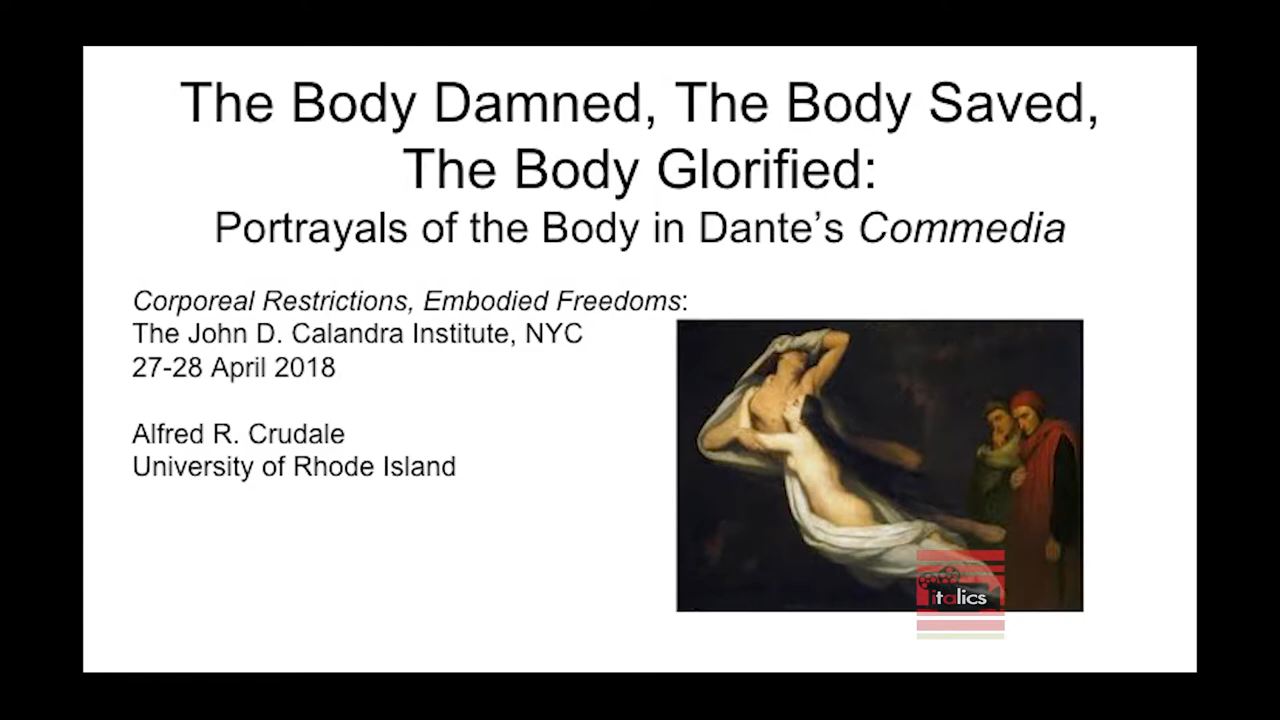 The Body Damned, The Body Saved,
The Body Glorified:
Portrayals of the Body in Dante’s Commedia
Corporeal Restrictions, Embodied Freedoms:
The John D. Calandra Institute, NYC
27-28 April 2018
Alfred R. Crudale
University of Rhode Island
italics